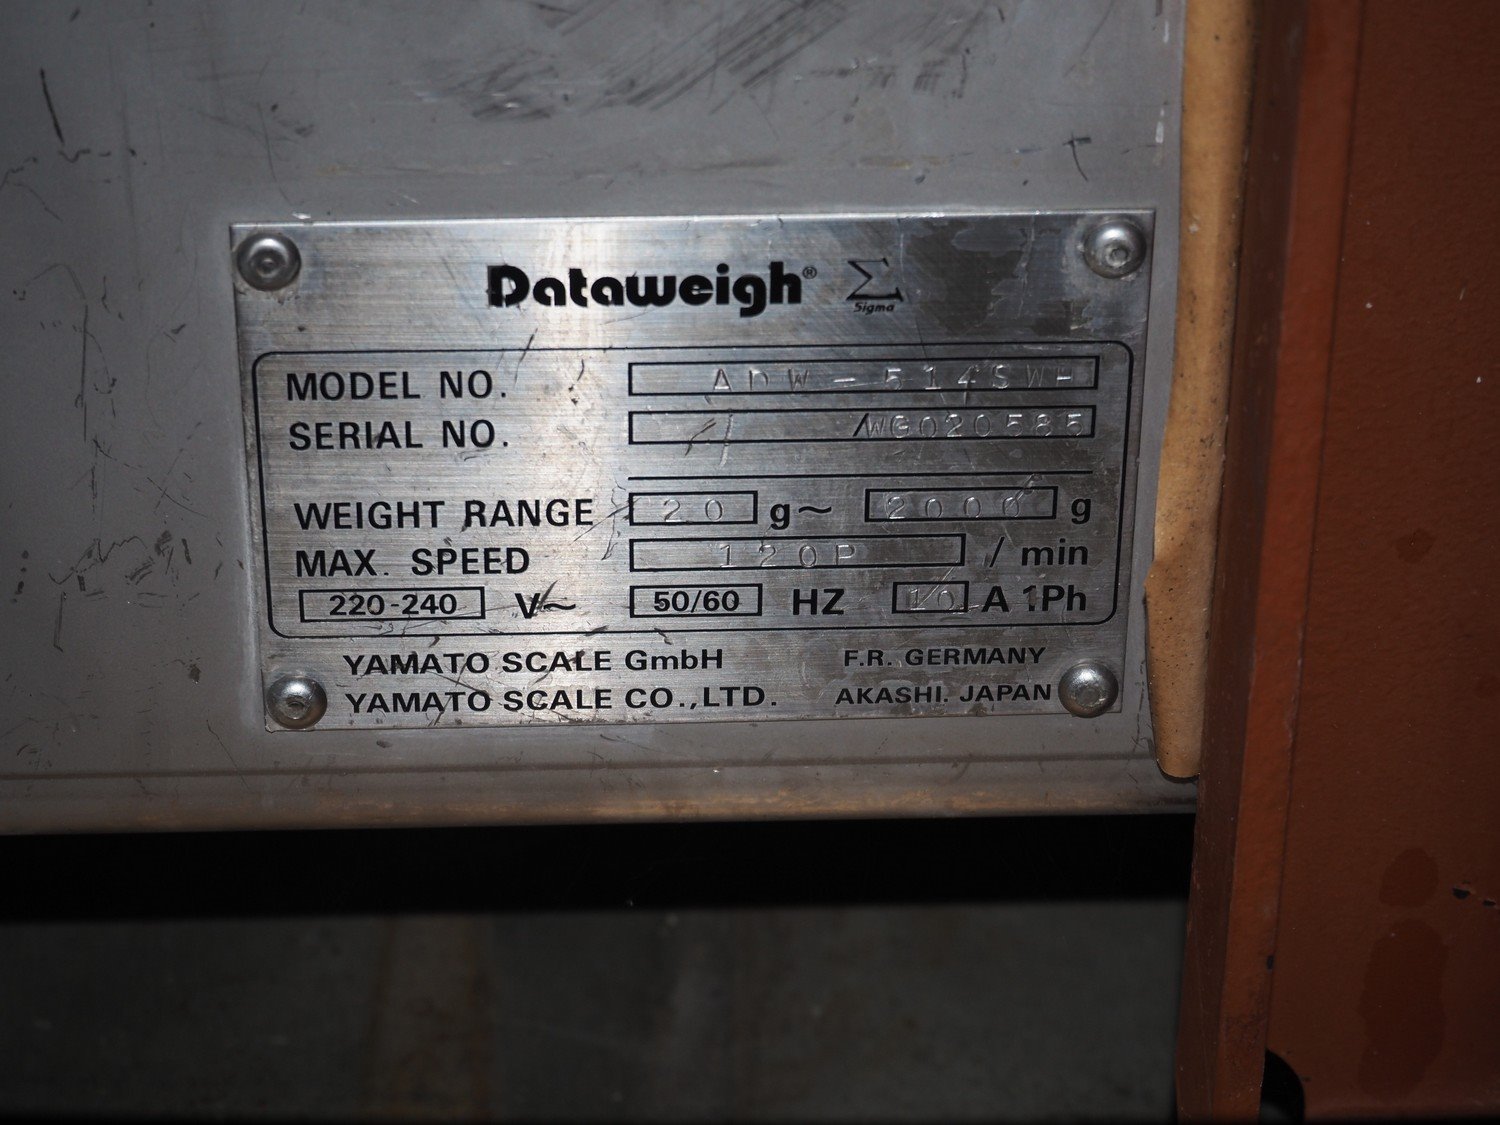 Dataweigh® Σ
Sigma
MODEL NO. ADW-514SWH
SERIAL NO. /WG020585
WEIGHT RANGE 20 g~ 2000 g
MAX. SPEED 120P / min
220-240 V~ 50/60 HZ 10 A 1Ph
YAMATO SCALE GmbH F.R. GERMANY
YAMATO SCALE CO.,LTD. AKASHI. JAPAN